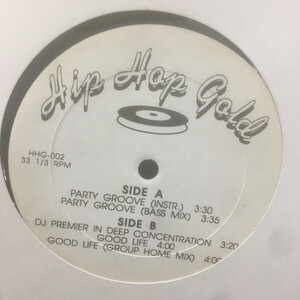 Hip Hop Gold
HHG-002
33 1/3 RPM
SIDE A
PARTY GROOVE (INSTR.) 3:30
PARTY GROOVE (BASS MIX) 3:35
SIDE B
DJ PREMIER IN DEEP CONCENTRATION 3:20
GOOD LIFE 4:00
GOOD LIFE (GROUP HOME MIX) 4:00